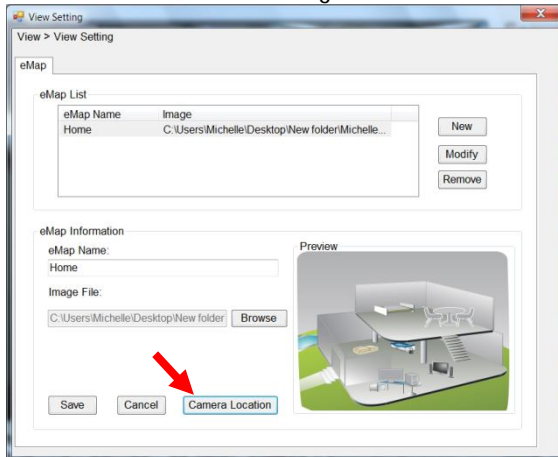 View Setting
View > View Setting
eMap
eMap List
eMap Name Image
Home C:\Users\Michelle\Desktop\New folder\Michelle...
New
Modify
Remove
eMap Information
eMap Name:
Home
Image File:
C:\Users\Michelle\Desktop\New folder
Browse
Preview
Save Cancel Camera Location